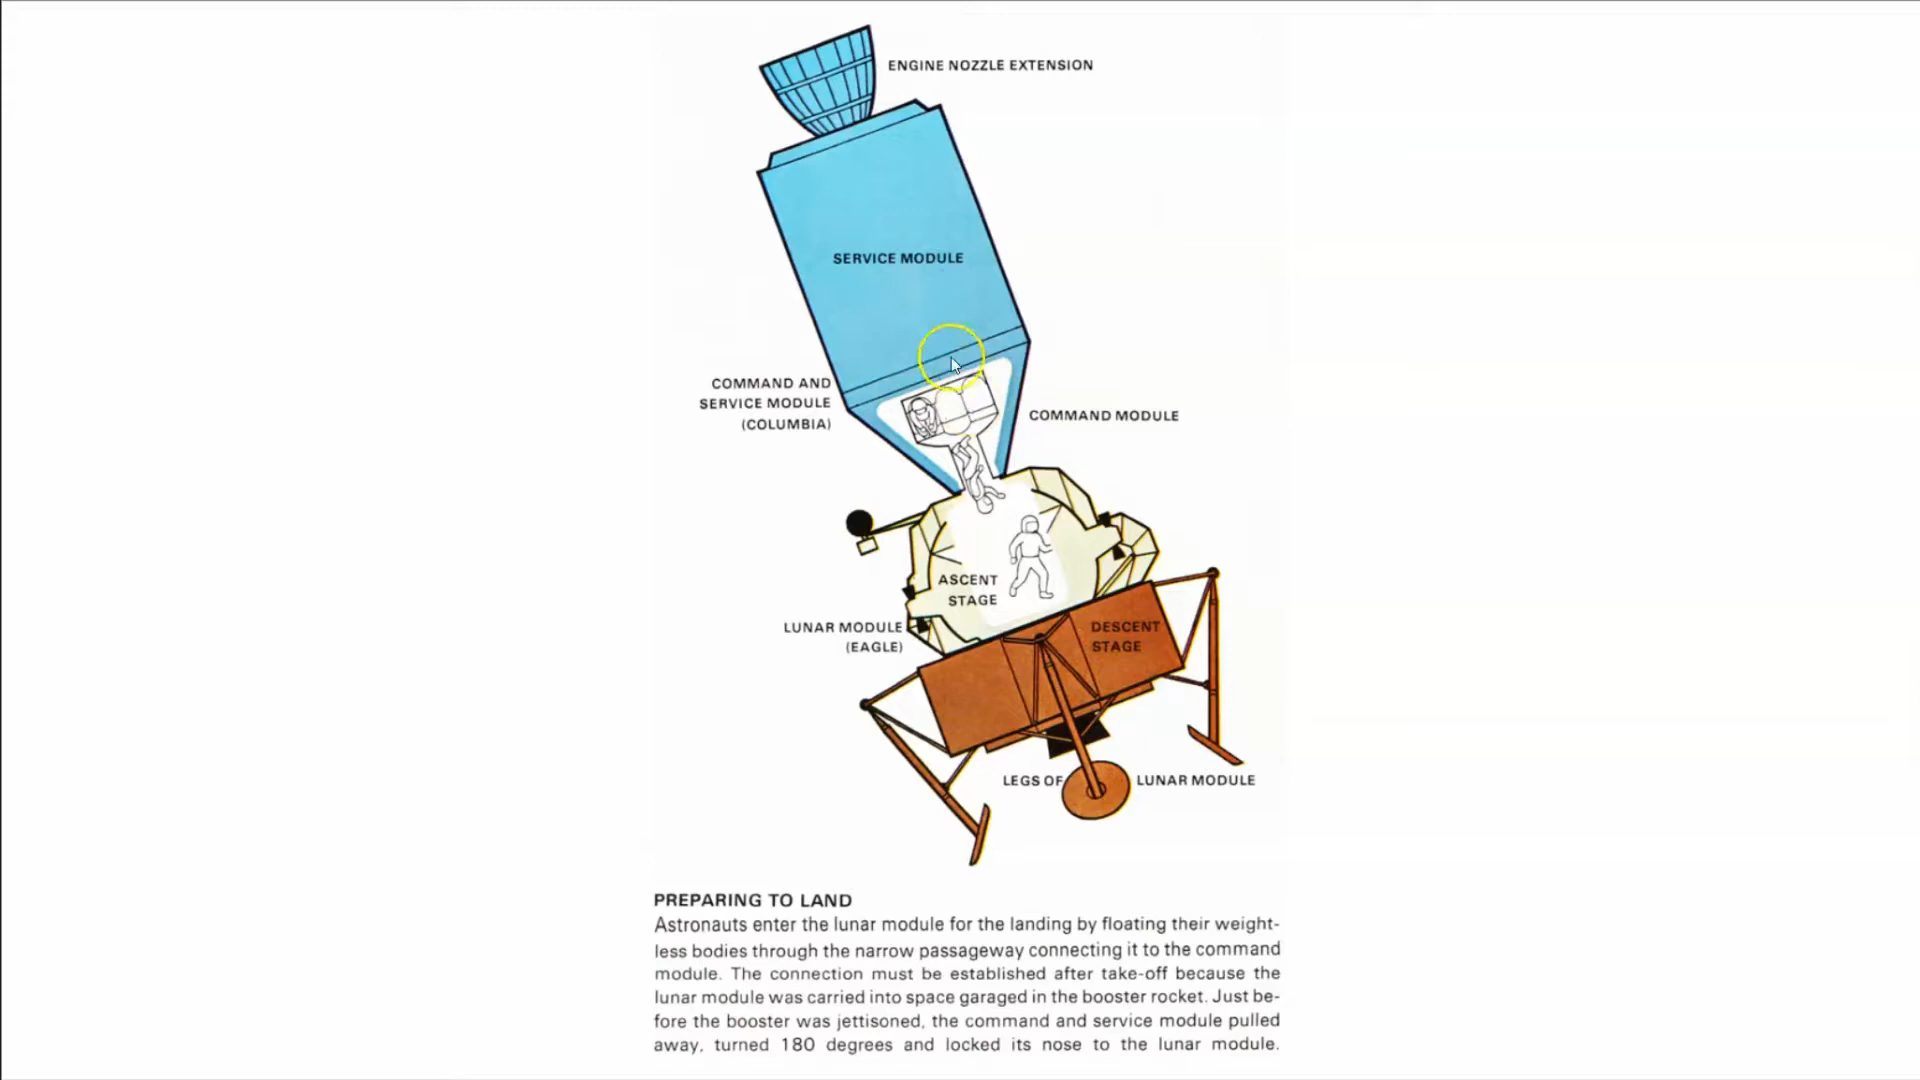 ENGINE NOZZLE EXTENSION
SERVICE MODULE
COMMAND AND
SERVICE MODULE
(COLUMBIA)
COMMAND MODULE
ASCENT
STAGE
LUNAR MODULE
(EAGLE)
DESCENT
STAGE
LEGS OF LUNAR MODULE
PREPARING TO LAND
Astronauts enter the lunar module for the landing by floating their weight-
less bodies through the narrow passageway connecting it to the command
module. The connection must be established after take-off because the
lunar module was carried into space garaged in the booster rocket. Just be-
fore the booster was jettisoned, the command and service module pulled
away, turned 180 degrees and locked its nose to the lunar module.